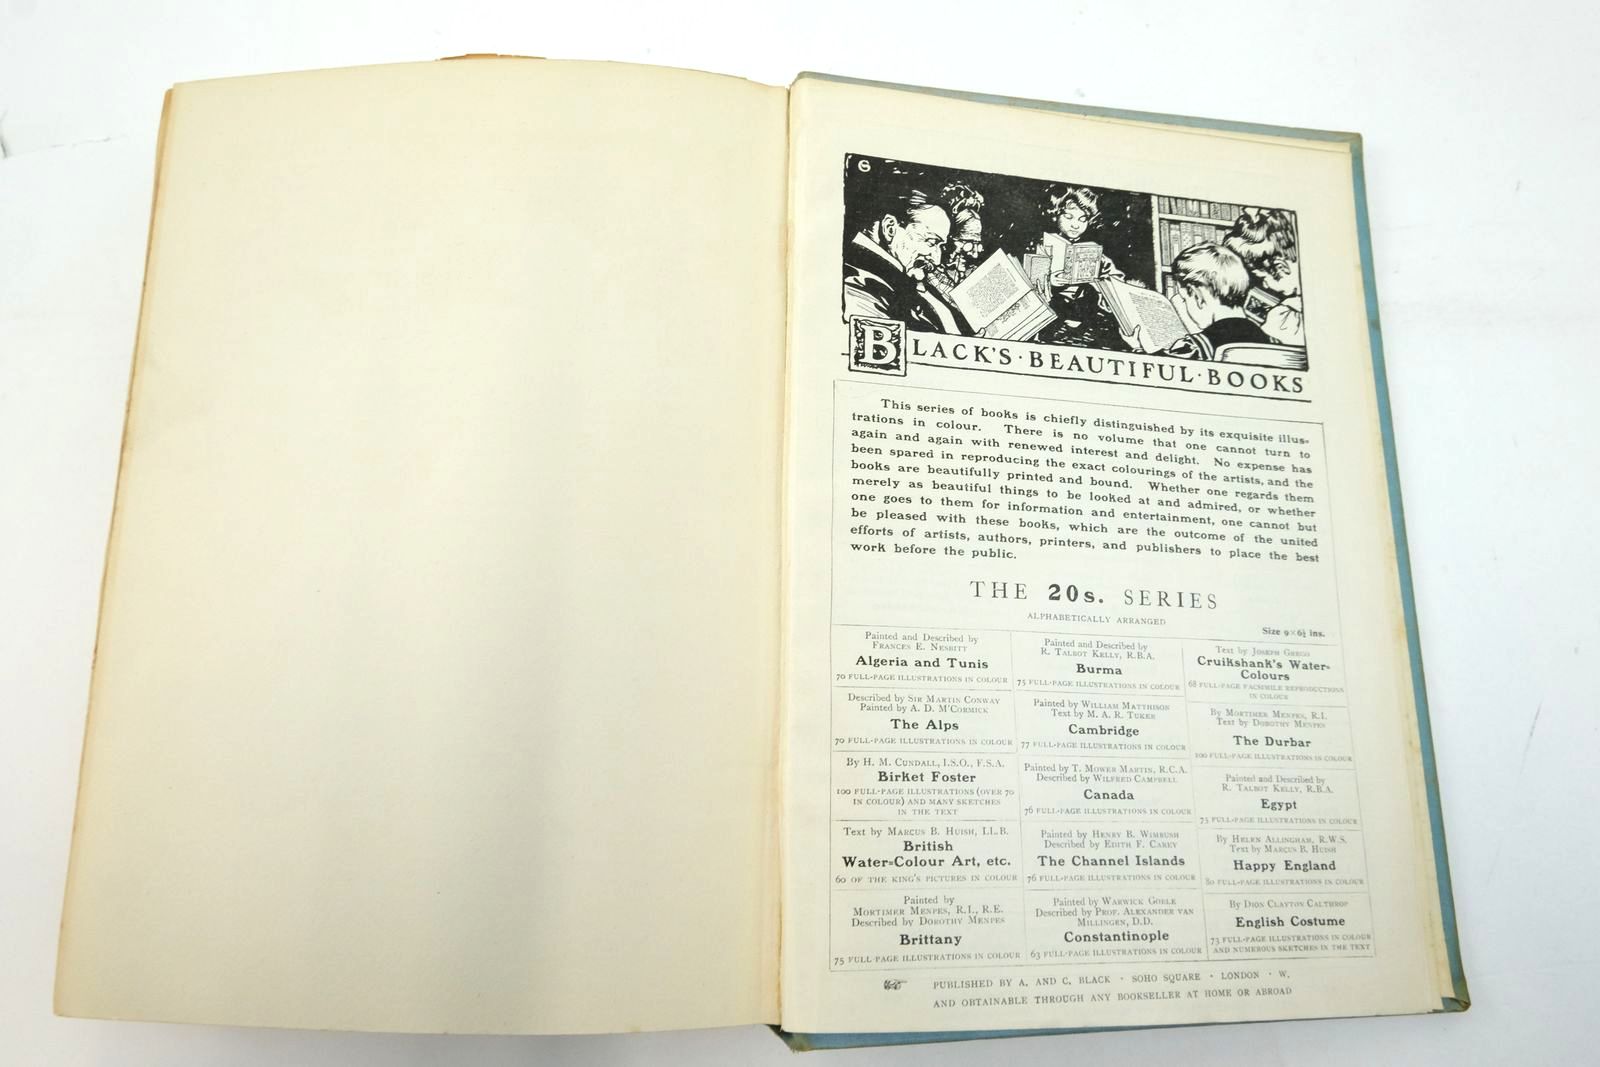 BLACK'S · BEAUTIFUL · BOOKS
This series of books is chiefly distinguished by its exquisite illus-
trations in colour. There is no volume that one cannot turn to
again and again with renewed interest and delight. No expense has
been spared in reproducing the exact colourings of the artists, and the
books are beautifully printed and bound. Whether one regards them
merely as beautiful things to be looked at and admired, or whether
one goes to them for information and entertainment, one cannot but
be pleased with these books, which are the outcome of the united
efforts of artists, authors, printers, and publishers to place the best
work before the public.
THE 20s. SERIES
ALPHABETICALLY ARRANGED
Size 9×6¼ ins.
Painted and Described by
FRANCES E. NESBITT
Algeria and Tunis
70 FULL-PAGE ILLUSTRATIONS IN COLOUR
Described by SIR MARTIN CONWAY
Painted by A. D. M'CORMICK
The Alps
70 FULL-PAGE ILLUSTRATIONS IN COLOUR
By H. M. CUNDALL, I.S.O., F.S.A.
Birket Foster
100 FULL-PAGE ILLUSTRATIONS (OVER 70
IN COLOUR) AND MANY SKETCHES
IN THE TEXT
Text by MARCUS B. HUISH, LL.B.
British
Water-Colour Art, etc.
60 OF THE KING'S PICTURES IN COLOUR
Painted by
MORTIMER MENPES, R.I., R.E.
Described by DOROTHY MENPES
Brittany
75 FULL-PAGE ILLUSTRATIONS IN COLOUR
Painted and Described by
R. TALBOT KELLY, R.B.A.
Burma
75 FULL-PAGE ILLUSTRATIONS IN COLOUR
Painted by WILLIAM MATTHISON
Text by M. A. R. TUKER
Cambridge
77 FULL-PAGE ILLUSTRATIONS IN COLOUR
Painted by T. MOWER MARTIN, R.C.A.
Described by WILFRED CAMPBELL
Canada
76 FULL-PAGE ILLUSTRATIONS IN COLOUR
Painted by HENRY B. WIMBUSH
Described by EDITH F. CAREY
The Channel Islands
76 FULL-PAGE ILLUSTRATIONS IN COLOUR
Painted by WARWICK GOBLE
Described by PROF. ALEXANDER VAN
MILLINGEN, D.D.
Constantinople
63 FULL-PAGE ILLUSTRATIONS IN COLOUR
Text by JOSEPH GREGO
Cruikshank's Water-
Colours
68 FULL-PAGE FACSIMILE REPRODUCTIONS
IN COLOUR
By MORTIMER MENPES, R.I.
Text by DOROTHY MENPES
The Durbar
100 FULL-PAGE ILLUSTRATIONS IN COLOUR
Painted and Described by
R. TALBOT KELLY, R.B.A.
Egypt
75 FULL-PAGE ILLUSTRATIONS IN COLOUR
By HELEN ALLINGHAM, R.W.S.
Text by MARCUS B. HUISH
Happy England
80 FULL-PAGE ILLUSTRATIONS IN COLOUR
By DION CLAYTON CALTHROP
English Costume
73 FULL-PAGE ILLUSTRATIONS IN COLOUR
AND NUMEROUS SKETCHES IN THE TEXT
PUBLISHED BY A. AND C. BLACK · SOHO SQUARE · LONDON · W.
AND OBTAINABLE THROUGH ANY BOOKSELLER AT HOME OR ABROAD